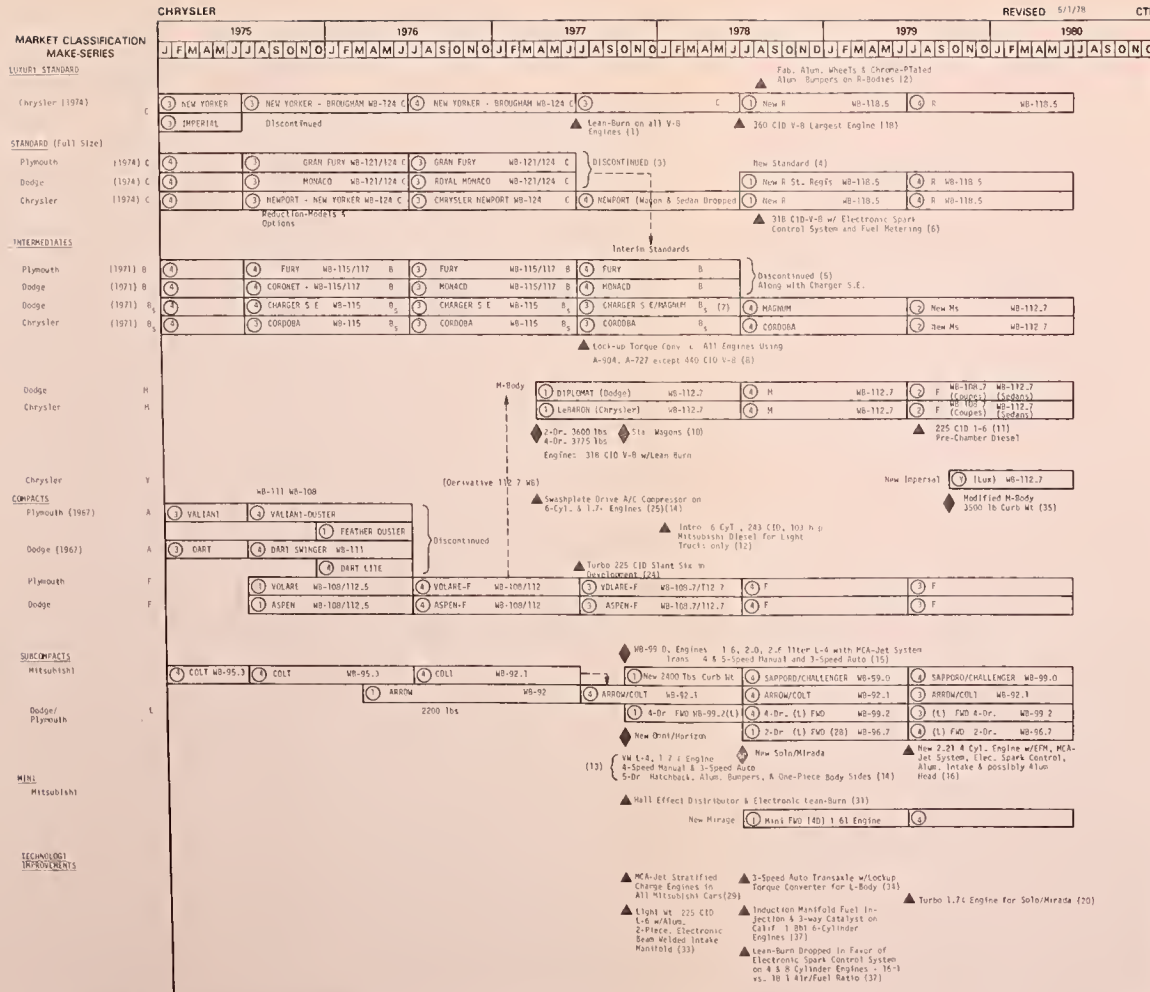 CHRYSLER
REVISED 5/1/78
MARKET CLASSIFICATION
MAKE-SERIES
1975 1976 1977 1978 1979 1980
J F M A M J J A S O N D J F M A M J J A S O N D J F M A M J J A S O N D J F M A M J J A S O N D J F M A M J J A S O N D
LUXURY STANDARD
Fab. Alum. Wheels & Chrome-Plated
Alum Bumpers on R-Bodies (2)
Chrysler (1974) C
3 NEW YORKER 3 NEW YORKER - BROUGHAM WB-124 C 4 NEW YORKER - BROUGHAM WB-124 C 3 C 1 New R WB-118.5 4 R WB-118.5
3 IMPERIAL Discontinued
Lean-Burn on all V-8
Engines (1)
360 CID V-8 Largest Engine (18)
STANDARD (Full Size)
Plymouth (1974) C 4 3 GRAN FURY WB-121/124 C 3 GRAN FURY WB-121/124 C DISCONTINUED (3) New Standard (4)
Dodge (1974) C 4 3 MONACO WB-121/124 C 3 ROYAL MONACO WB-121/124 C 1 New R St. Regis WB-118.5 4 R WB-118 5
Chrysler (1974) C 4 3 NEWPORT - NEW YORKER WB-124 C 3 CHRYSLER NEWPORT WB-124 C 4 NEWPORT (Wagon & Sedan Dropped 1 New R WB-118.5 4 R WB-118.5
Reduction-Models &
Options
318 CID-V-8 w/ Electronic Spark
Control System and Fuel Metering (6)
INTERMEDIATES
Interim Standards
Plymouth (1971) B 4 4 FURY WB-115/117 B 3 FURY WB-115/117 B 4 FURY B Discontinued (5)
Dodge (1971) B 4 4 CORONET - WB-115/117 B 3 MONACO WB-115/117 B 4 MONACO B Along with Charger S.E.
Dodge (1971) Bs 4 4 CHARGER S E WB-115 Bs 3 CHARGER S E WB-115 Bs 3 CHARGER S E/MAGNUM Bs (7) 4 MAGNUM 2 New Ms WB-112.7
Chrysler (1971) Bs 4 3 CORDOBA WB-115 Bs 3 CORDOBA WB-115 Bs 3 CORDOBA Bs 4 CORDOBA 2 New Ms WB-112 7
Lock-up Torque Conv All Engines Using
A-904, A-727 except 440 CID V-8 (8)
M-Body
Dodge M 1 DIPLOMAT (Dodge) WB-112.7 4 M WB-112.7 2 F WB-108.7 (Coupes) WB-112.7 (Sedans)
Chrysler M 1 LeBARON (Chrysler) WB-112.7 4 M WB-112.7 2 F WB-108 7 (Coupes) WB-112.7 (Sedans)
2-Dr. 3600 lbs
4-Dr. 3775 lbs
Sta Wagons (10)
Engine: 318 CID V-8 w/Lean Burn
225 CID 1-6 (11)
Pre-Chamber Diesel
Chrysler Y (Derivative 112 7 WB) New Imperial Y (Lux) WB-112.7
Modified M-Body
3500 lb Curb Wt (35)
COMPACTS
WB-111 WB-108
Swashplate Drive A/C Compressor on
6-Cyl. & 1.7ℓ Engines (25)(14)
Plymouth (1967) A 3 VALIANT 4 VALIANT-DUSTER
1 FEATHER DUSTER
Discontinued
Intro 6 Cyl , 243 CID, 103 h p
Mitsubishi Diesel for Light
Trucks only (12)
Dodge (1967) A 3 DART 4 DART SWINGER WB-111
4 DART LITE
Turbo 225 CID Slant Six in
Development (24)
Plymouth F 1 VOLARE WB-108/112.5 4 VOLARE-F WB-108/112 3 VOLARE-F WB-108.7/112.7 4 F 3 F
Dodge F 1 ASPEN WB-108/112.5 4 ASPEN-F WB-108/112 3 ASPEN-F WB-108.7/112.7 4 F 3 F
SUBCOMPACTS
WB-99 0, Engines 1 6, 2.0, 2.6 liter L-4 with MCA-Jet System
Trans 4 & 5-Speed Manual and 3-Speed Auto (15)
Mitsubishi 4 COLT WB-95.3 4 COLT WB-95.3 4 COLT WB-92.1 1 New 2400 lbs Curb Wt 4 SAPPORO/CHALLENGER WB-99.0 4 SAPPORO/CHALLENGER WB-99.0
1 ARROW WB-92 4 ARROW/COLT WB-92.1 4 ARROW/COLT WB-92.1 3 ARROW/COLT WB-92.1
Dodge/
Plymouth L
2200 lbs
1 4-Dr FWD WB-99.2(L) 4 4-Dr. (L) FWD WB-99.2 3 (L) FWD 4-Dr. WB-99 2
1 2-Dr (L) FWD (28) WB-96.7 4 (L) FWD 2-Dr. WB-96.7
New Omni/Horizon
New Solo/Mirada
New 2.2ℓ 4 Cyl. Engine w/EFM, MCA-
Jet System, Elec. Spark Control,
Alum. Intake & possibly Alum
Head (16)
(13) VW L-4, 1 7 ℓ Engine
4-Speed Manual & 3-Speed Auto
5-Dr Hatchback, Alum. Bumpers, & One-Piece Body Sides (14)
MINI
Mitsubishi
Hall Effect Distributor & Electronic Lean-Burn (31)
New Mirage 1 Mini FWD (4D) 1 6ℓ Engine 4
TECHNOLOGY
IMPROVEMENTS
MCA-Jet Stratified
Charge Engines in
All Mitsubishi Cars(29)
3-Speed Auto Transaxle w/Lockup
Torque Converter for L-Body (34)
Turbo 1.7ℓ Engine for Solo/Mirada (20)
Light Wt 225 CID
L-6 w/Alum.
2-Piece. Electronic
Beam Welded Intake
Manifold (33)
Induction Manifold Fuel In-
jection & 3-way Catalyst on
Calif 1 Bbl 6-Cylinder
Engines (37)
Lean-Burn Dropped in Favor of
Electronic Spark Control System
on 4 & 8 Cylinder Engines - 16-1
vs. 18 1 Air/Fuel Ratio (37)